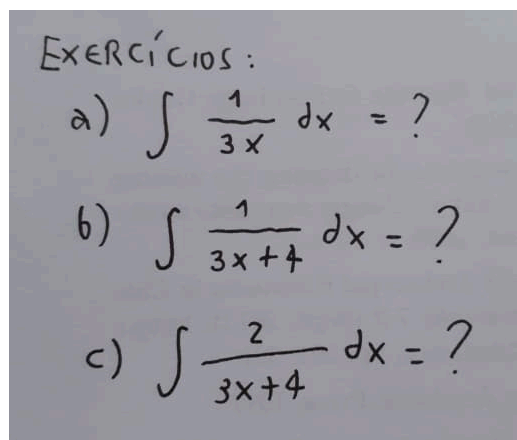 EXERCÍCIOS:
a) ∫ 1/3x dx = ?
b) ∫ 1/3x+4 dx = ?
c) ∫ 2/3x+4 dx = ?